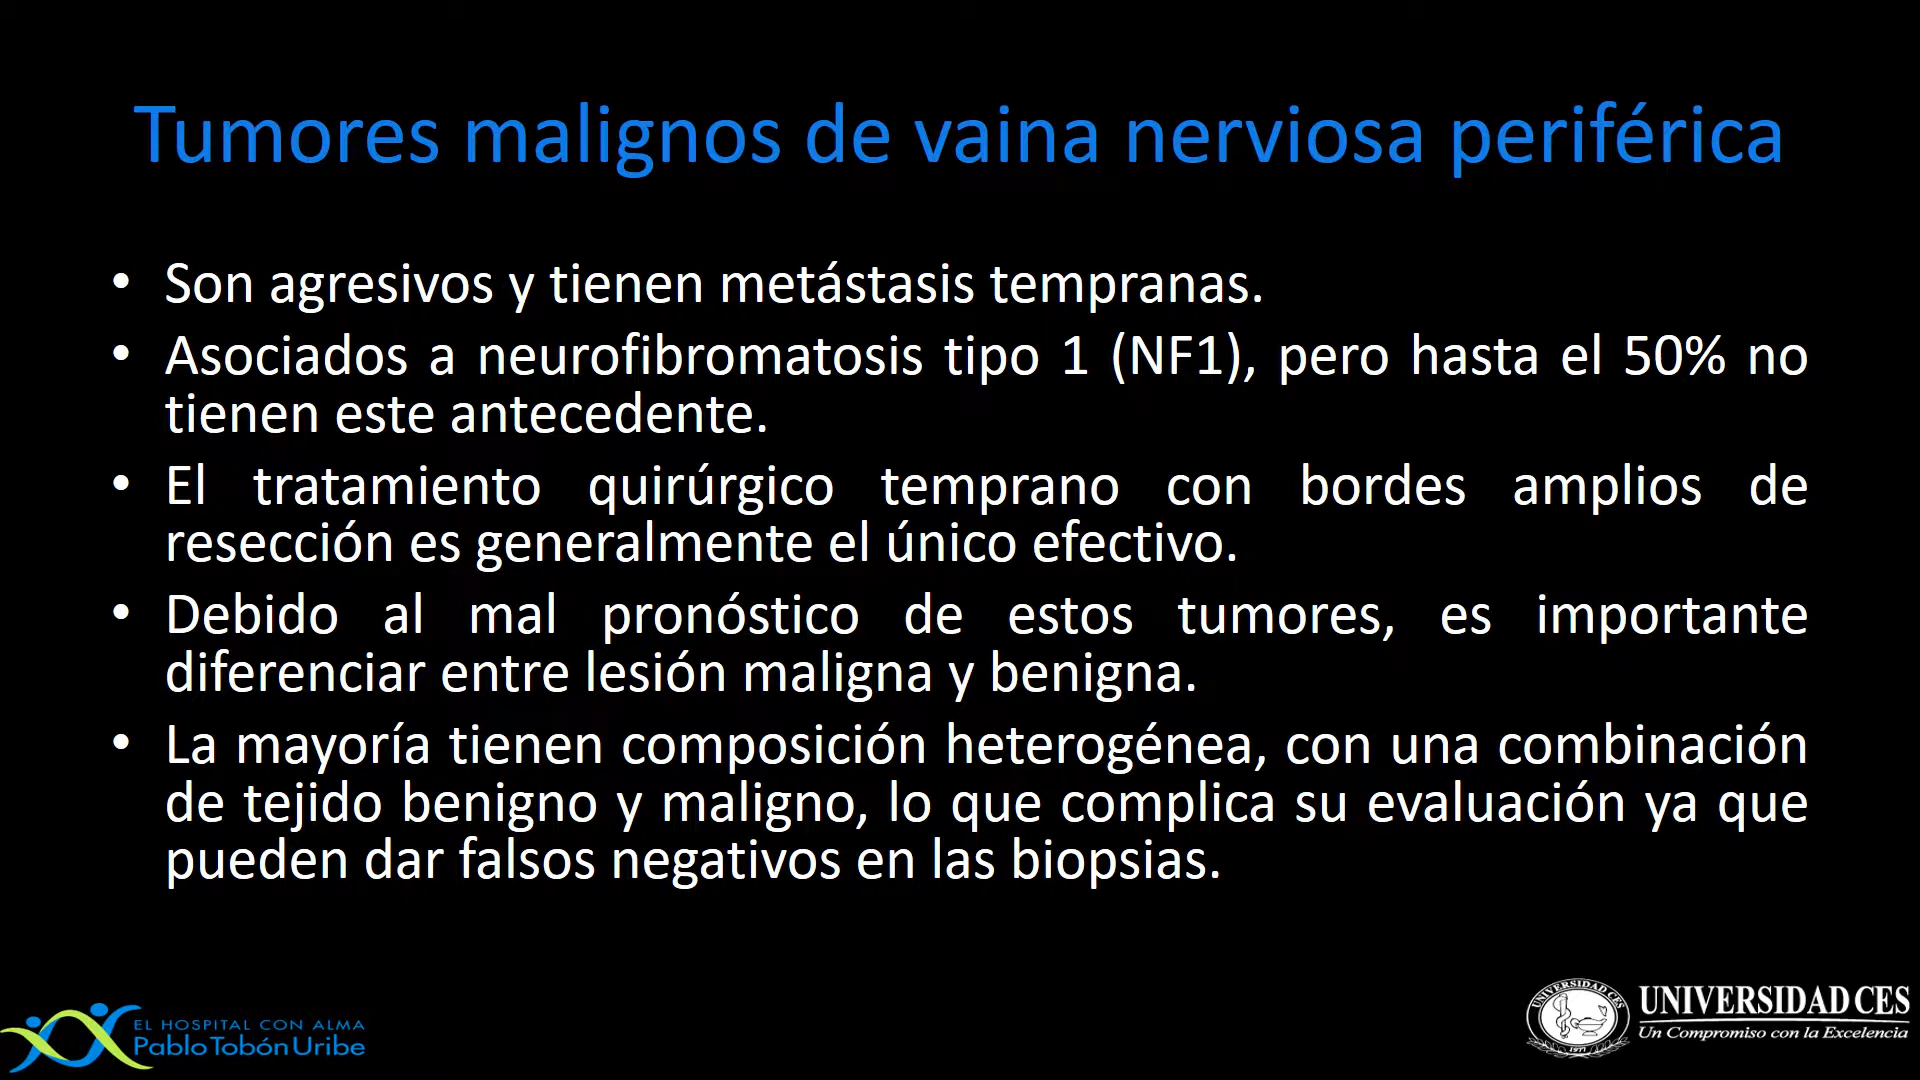 Tumores malignos de vaina nerviosa periférica
• Son agresivos y tienen metástasis tempranas.
• Asociados a neurofibromatosis tipo 1 (NF1), pero hasta el 50% no
tienen este antecedente.
• El tratamiento quirúrgico temprano con bordes amplios de
resección es generalmente el único efectivo.
• Debido al mal pronóstico de estos tumores, es importante
diferenciar entre lesión maligna y benigna.
• La mayoría tienen composición heterogénea, con una combinación
de tejido benigno y maligno, lo que complica su evaluación ya que
pueden dar falsos negativos en las biopsias.
EL HOSPITAL CON ALMA
Pablo Tobón Uribe
UNIVERSIDAD CES
1977
UNIVERSIDAD CES
Un Compromiso con la Excelencia